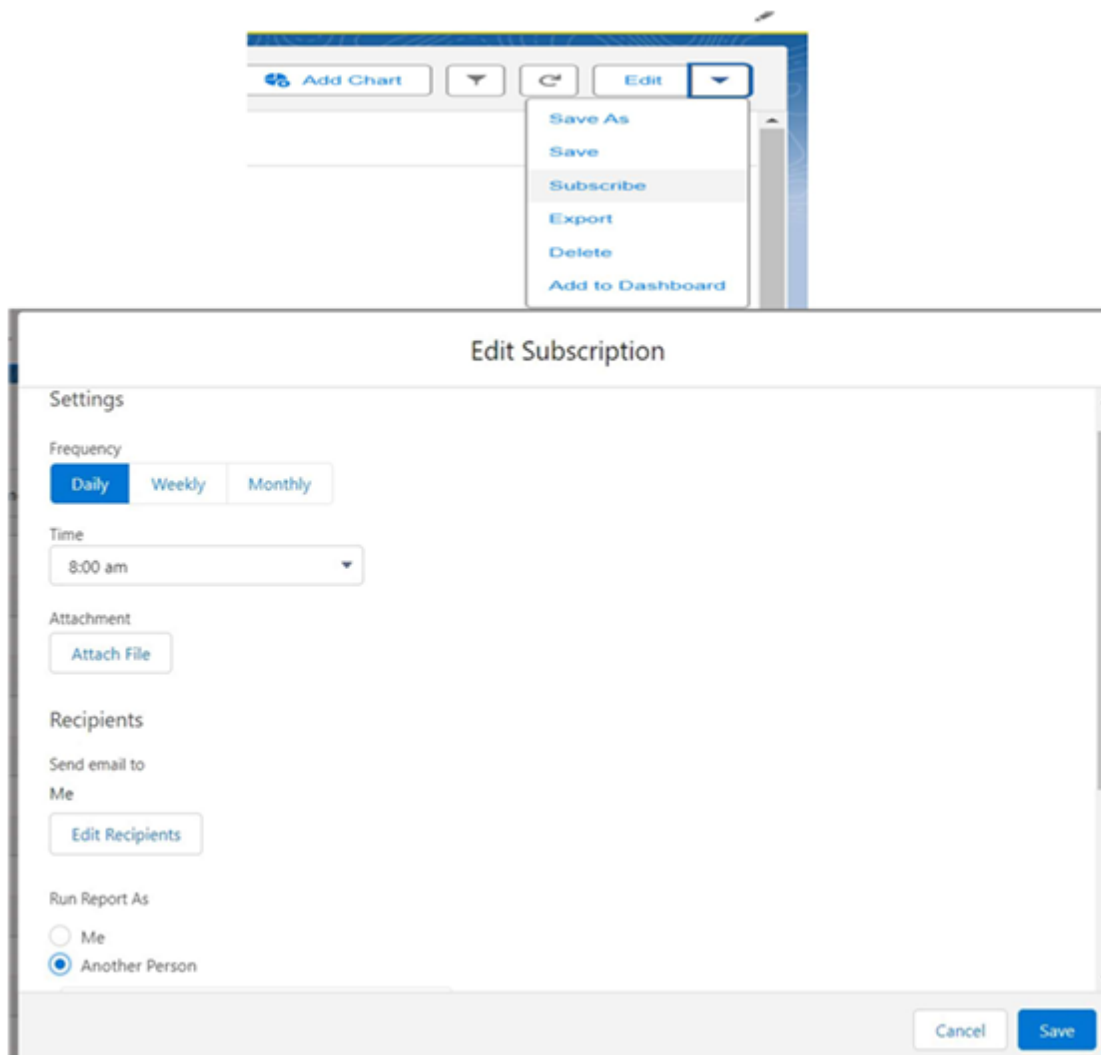 Add Chart Edit
Save As
Save
Subscribe
Export
Delete
Add to Dashboard
Edit Subscription
Settings
Frequency
Daily Weekly Monthly
Time
8:00 am
Attachment
Attach File
Recipients
Send email to
Me
Edit Recipients
Run Report As
Me
Another Person
Cancel Save